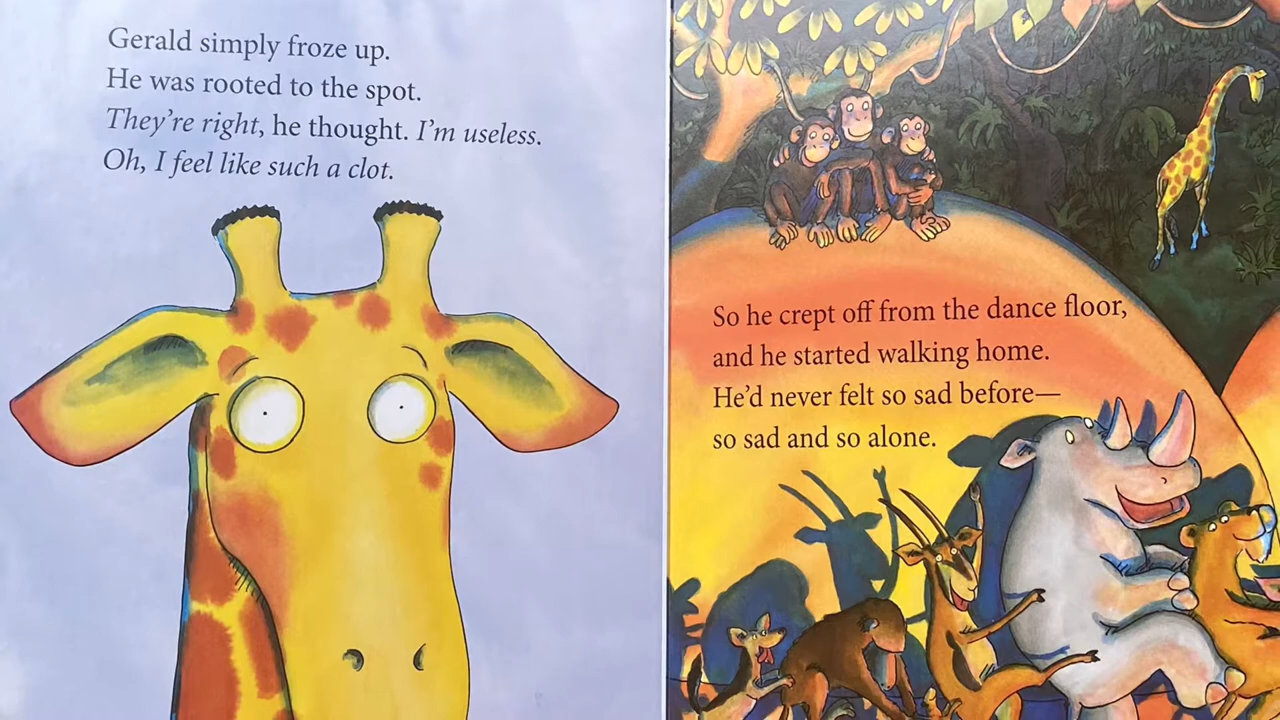 Gerald simply froze up.
He was rooted to the spot.
They're right, he thought. I'm useless.
Oh, I feel like such a clot.
So he crept off from the dance floor,
and he started walking home.
He'd never felt so sad before—
so sad and so alone.